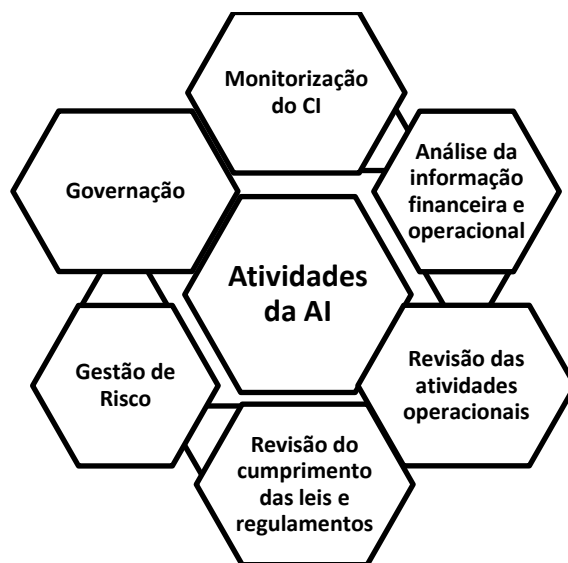 Monitorização
do CI
Análise da
informação
financeira e
operacional
Governação
Atividades
da AI
Revisão das
atividades
operacionais
Gestão de
Risco
Revisão do
cumprimento
das leis e
regulamentos